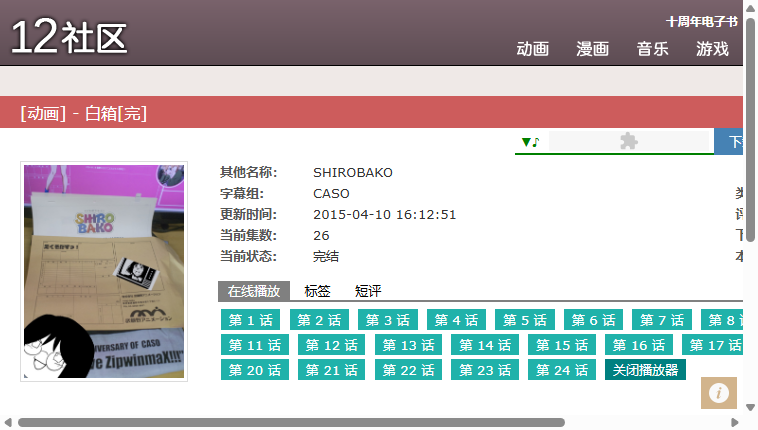 12社区
十周年电子书
动画 漫画 音乐 游戏
[动画] - 白箱[完]
▼♪
其他名称: SHIROBAKO
字幕组: CASO
更新时间: 2015-04-10 16:12:51
当前集数: 26
当前状态: 完结
SHIRO
BAKO
ANNIVERSARY OF CASO
ZipwinmaX!!!"
在线播放 标签 短评
第 1 话 第 2 话 第 3 话 第 4 话 第 5 话 第 6 话 第 7 话 第 8
第 11 话 第 12 话 第 13 话 第 14 话 第 15 话 第 16 话 第 17 话
第 20 话 第 21 话 第 22 话 第 23 话 第 24 话 关闭播放器